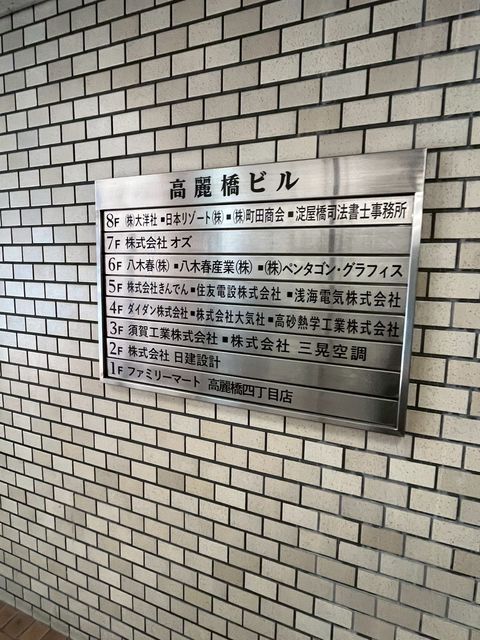 高麗橋ビル
8F ㈱大洋社 ■日本リゾート㈱ ■㈱町田商会 ■淀屋橋司法書士事務所
7F 株式会社 オズ
6F 八木春㈱ ■八木春産業㈱ ■㈱ペンタゴン・グラフィス
5F 株式会社きんでん ■住友電設株式会社 ■浅海電気株式会社
4F ダイダン株式会社 ■株式会社大気社 ■高砂熱学工業株式会社
3F 須賀工業株式会社 ■株式会社 三晃空調
2F 株式会社 日建設計
1F ファミリーマート 高麗橋四丁目店